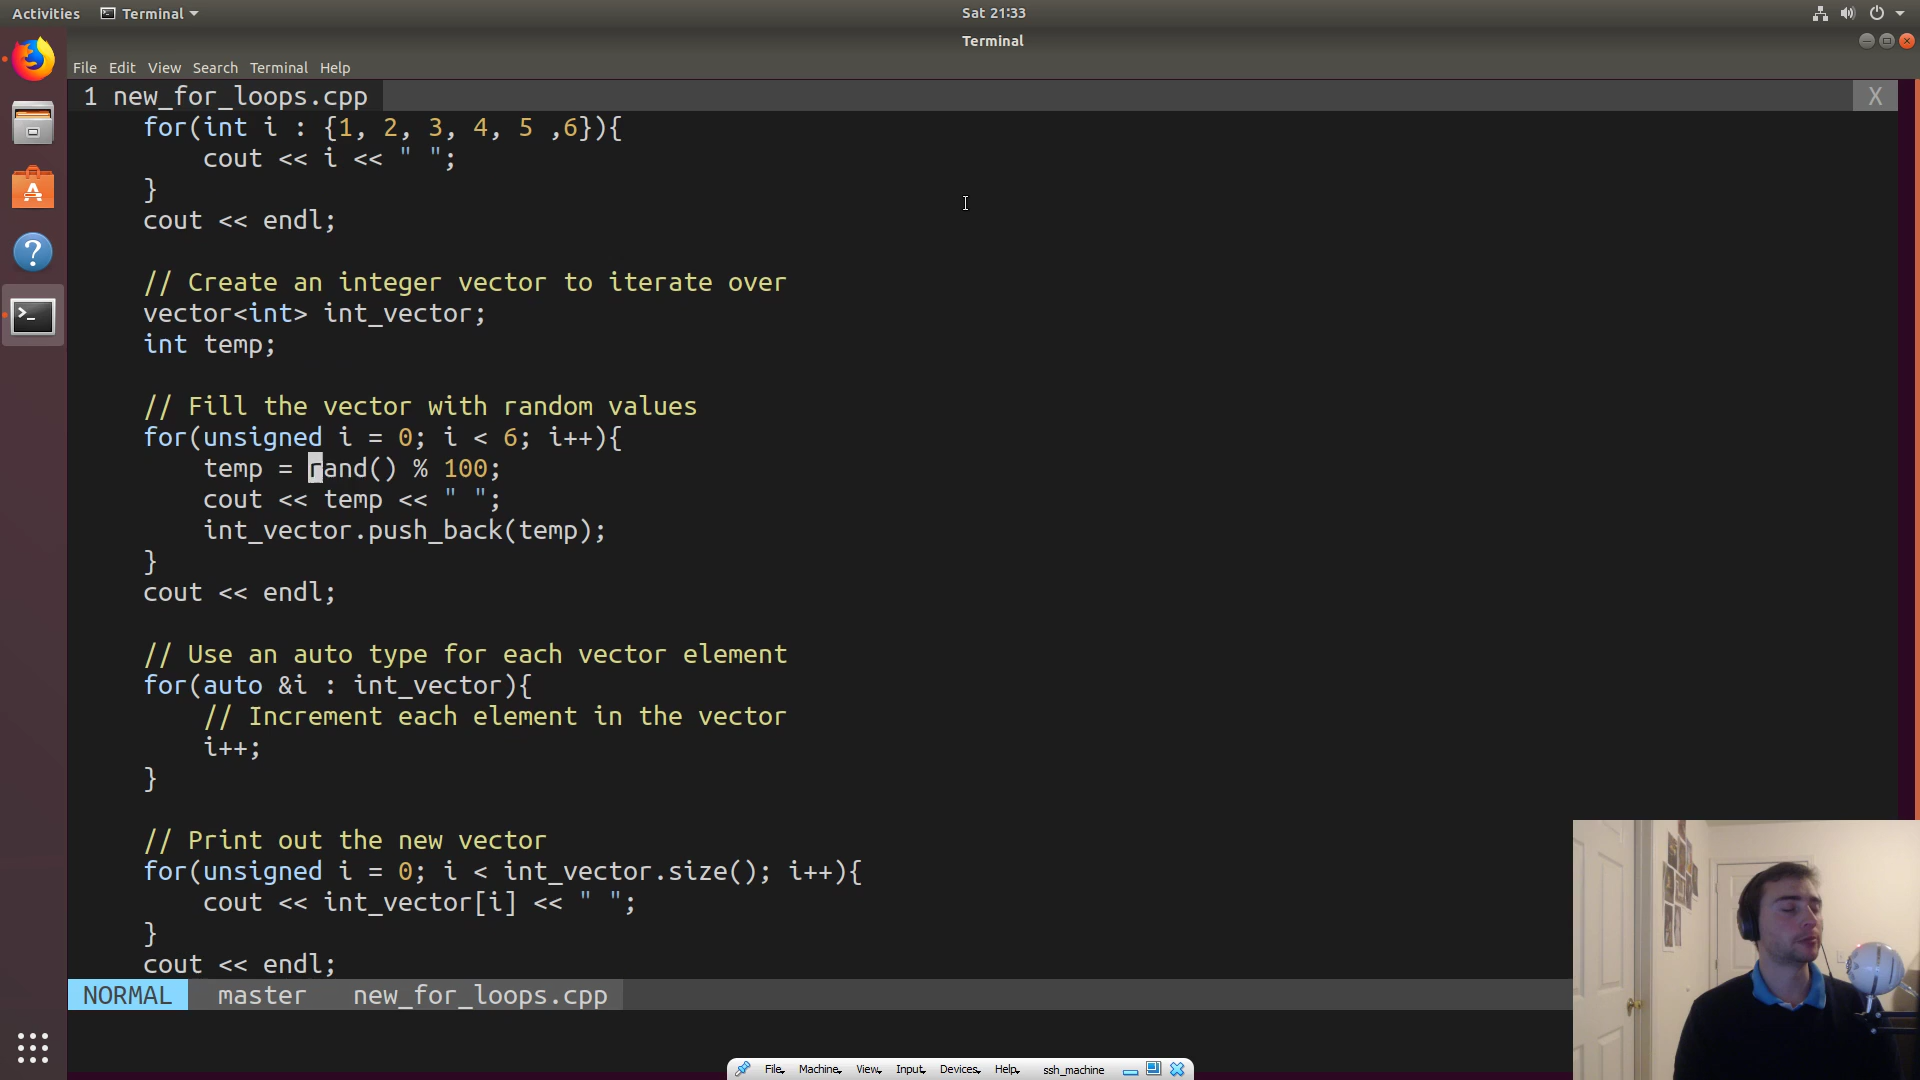 Activities Terminal Sat 21:33
Terminal
File Edit View Search Terminal Help
1 new_for_loops.cpp X
for(int i : {1, 2, 3, 4, 5 ,6}){
cout << i << " ";
}
cout << endl;
// Create an integer vector to iterate over
vector<int> int_vector;
int temp;
// Fill the vector with random values
for(unsigned i = 0; i < 6; i++){
temp = rand() % 100;
cout << temp << " ";
int_vector.push_back(temp);
}
cout << endl;
// Use an auto type for each vector element
for(auto &i : int_vector){
// Increment each element in the vector
i++;
}
// Print out the new vector
for(unsigned i = 0; i < int_vector.size(); i++){
cout << int_vector[i] << " ";
}
cout << endl;
NORMAL master new_for_loops.cpp
File Machine View Input Devices Help ssh_machine